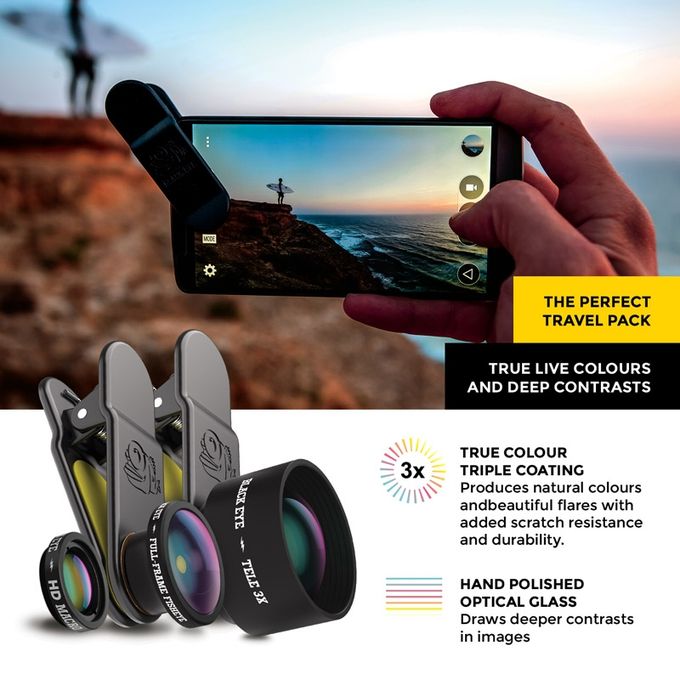 MODE
THE PERFECT
TRAVEL PACK
TRUE LIVE COLOURS
AND DEEP CONTRASTS
3x
TRUE COLOUR
TRIPLE COATING
Produces natural colours
andbeautiful flares with
added scratch resistance
and durability.
HAND POLISHED
OPTICAL GLASS
Draws deeper contrasts
in images
HD MACRO
FULL-FRAME FISHEYE
BLACK EYE
TELE 3X